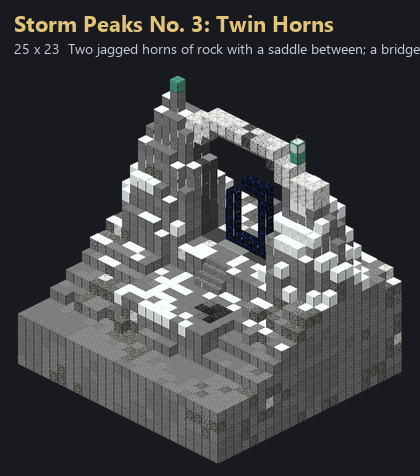 Storm Peaks No. 3: Twin Horns
25 x 23  Two jagged horns of rock with a saddle between; a bridge